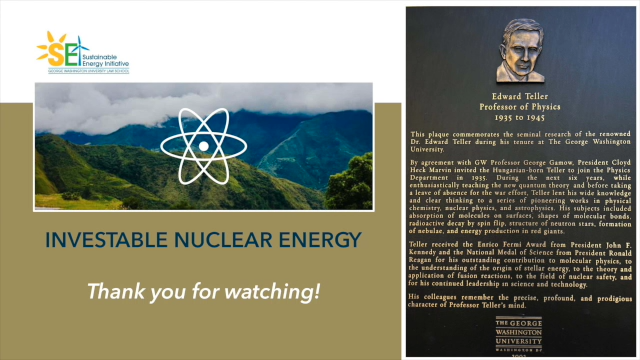 SEI
Sustainable
Energy Initiative
GEORGE WASHINGTON UNIVERSITY LAW SCHOOL
INVESTABLE NUCLEAR ENERGY
Thank you for watching!
Edward Teller
Professor of Physics
1935 to 1945
This plaque commemorates the seminal research of the renowned
Dr. Edward Teller during his tenure at The George Washington
University.
By agreement with GW Professor George Gamow, President Cloyd
Heck Marvin invited the Hungarian-born Teller to join the Physics
Department in 1935. During the next six years, while
enthusiastically teaching the new quantum theory and before taking
a leave of absence for the war effort, Teller lent his wide knowledge
and clear thinking to a series of pioneering works in physical
chemistry, nuclear physics, and astrophysics. His subjects included
absorption of molecules on surfaces, shapes of molecular bonds,
radioactive decay by spin flip, structure of neutron stars, formation
of nebulae, and energy production in red giants.
Teller received the Enrico Fermi Award from President John F.
Kennedy and the National Medal of Science from President Ronald
Reagan for his outstanding contribution to molecular physics, to
the understanding of the origin of stellar energy, to the theory and
application of fusion reactions, to the field of nuclear safety, and
for his continued leadership in science and technology.
His colleagues remember the precise, profound, and prodigious
character of Professor Teller's mind.
THE GEORGE
WASHINGTON
UNIVERSITY
WASHINGTON DC